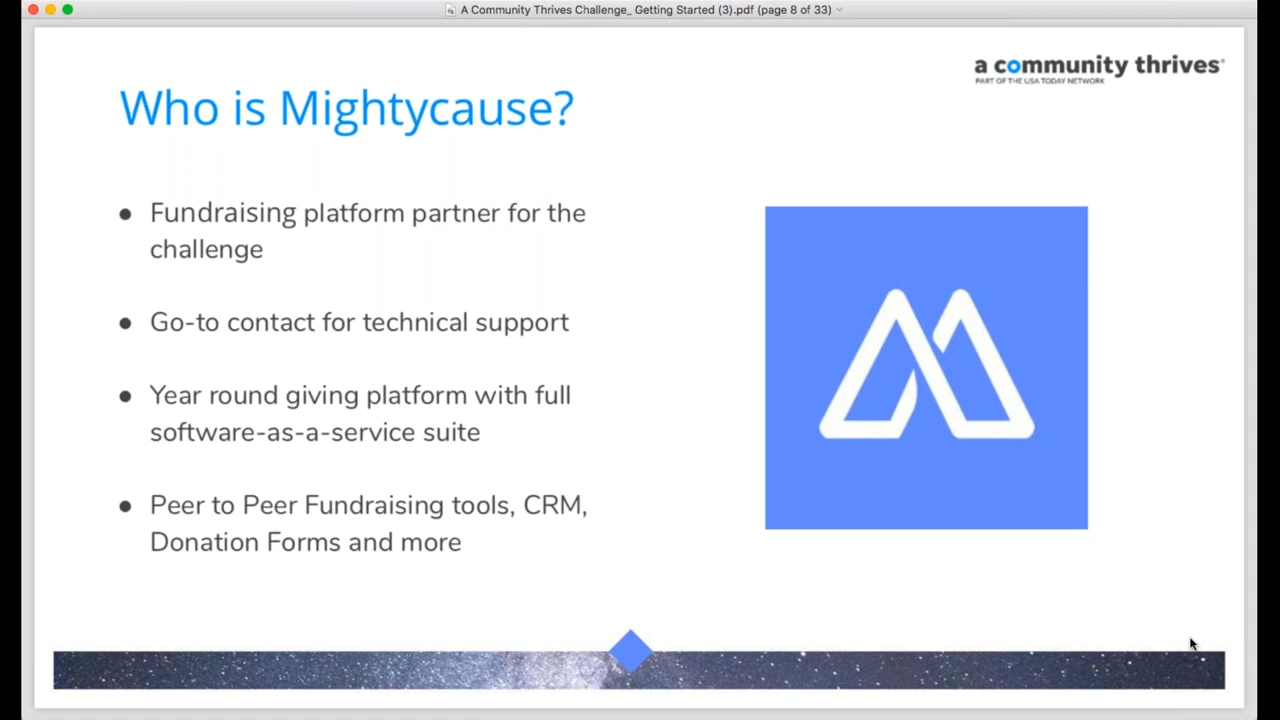 A Community Thrives Challenge_ Getting Started (3).pdf (page 8 of 33)
a community thrives®
PART OF THE USA TODAY NETWORK
Who is Mightycause?
● Fundraising platform partner for the
challenge
● Go-to contact for technical support
● Year round giving platform with full
software-as-a-service suite
● Peer to Peer Fundraising tools, CRM,
Donation Forms and more